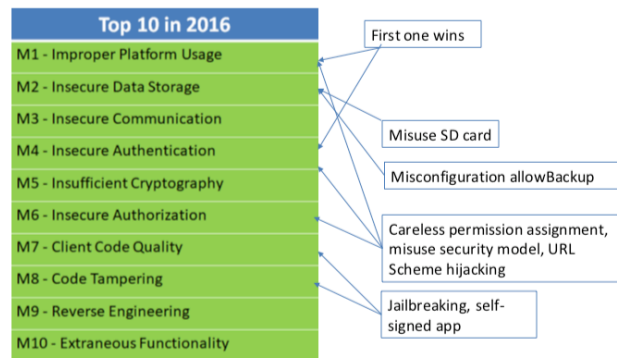 Top 10 in 2016
M1 - Improper Platform Usage
M2 - Insecure Data Storage
M3 - Insecure Communication
M4 - Insecure Authentication
M5 - Insufficient Cryptography
M6 - Insecure Authorization
M7 - Client Code Quality
M8 - Code Tampering
M9 - Reverse Engineering
M10 - Extraneous Functionality
First one wins
Misuse SD card
Misconfiguration allowBackup
Careless permission assignment,
misuse security model, URL
Scheme hijacking
Jailbreaking, self-
signed app